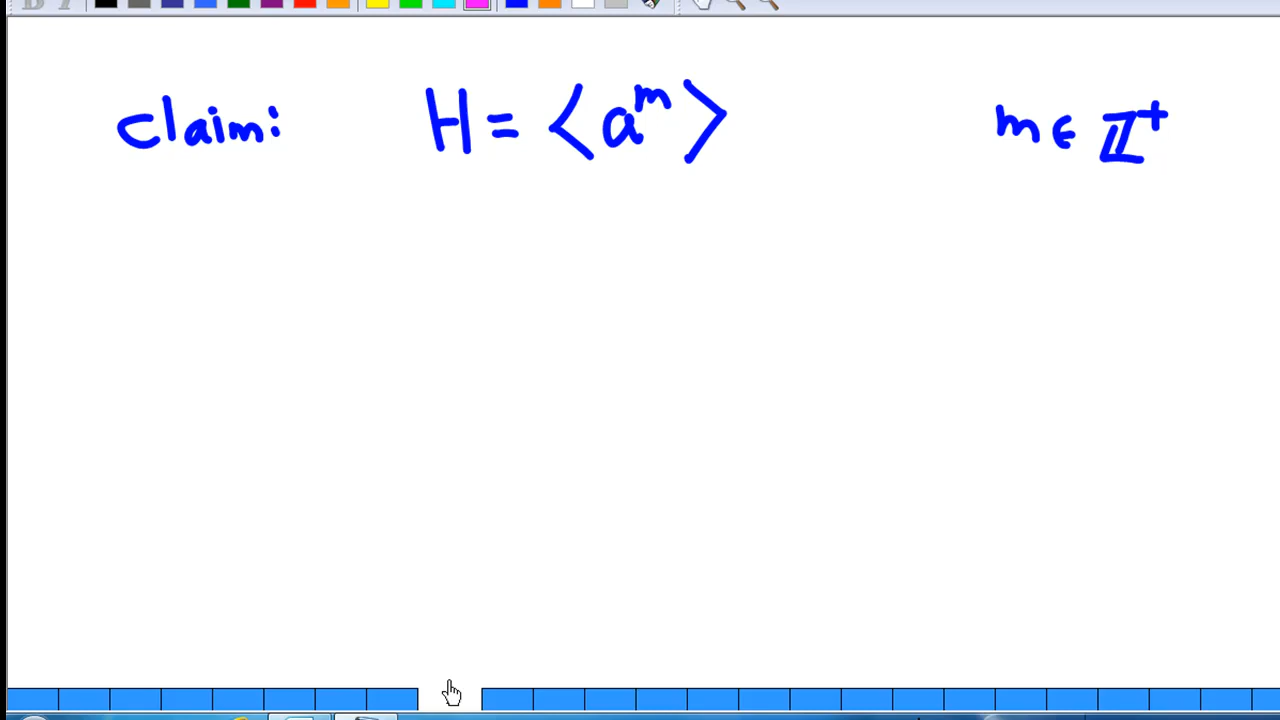 claim: H = ⟨a^m⟩ m ∈ ℤ^+